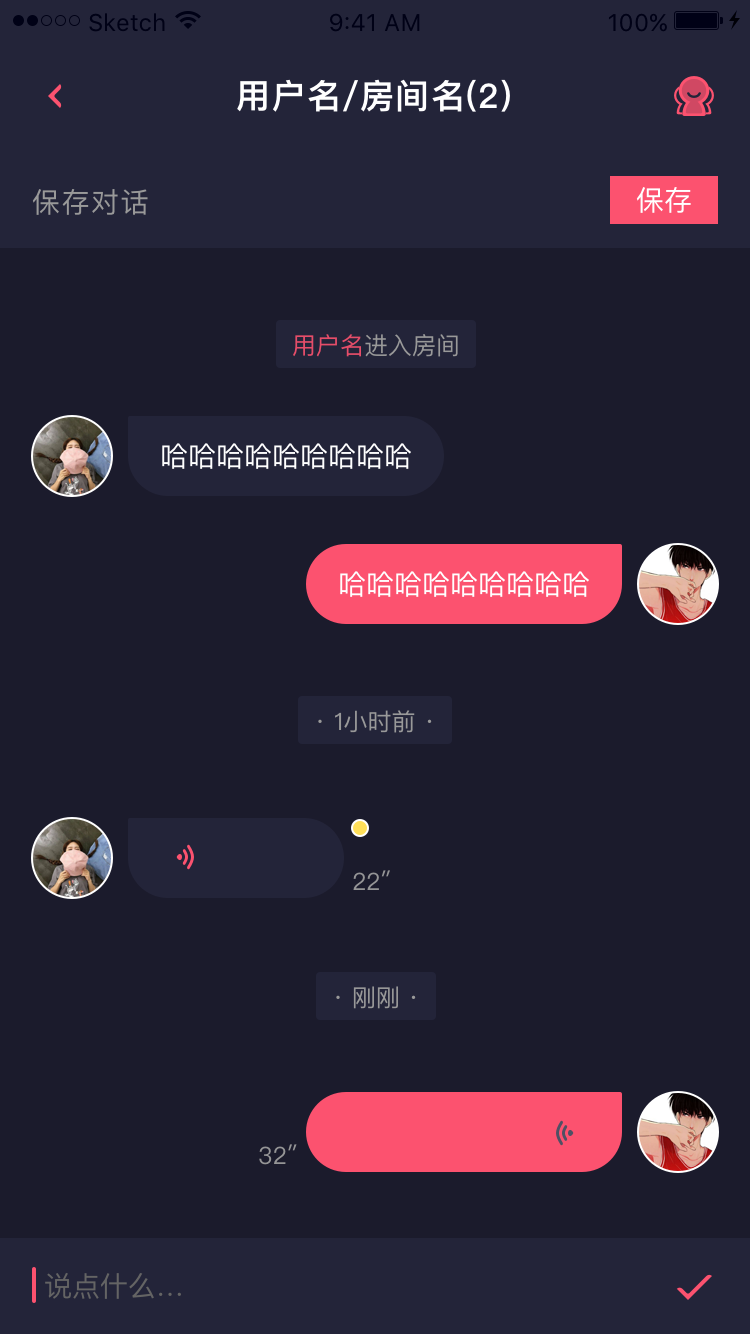 Sketch 9:41 AM 100%
用户名/房间名(2)
保存对话 保存
用户名进入房间
哈哈哈哈哈哈哈哈哈
哈哈哈哈哈哈哈哈哈
· 1小时前 ·
22″
· 刚刚 ·
32″
说点什么...